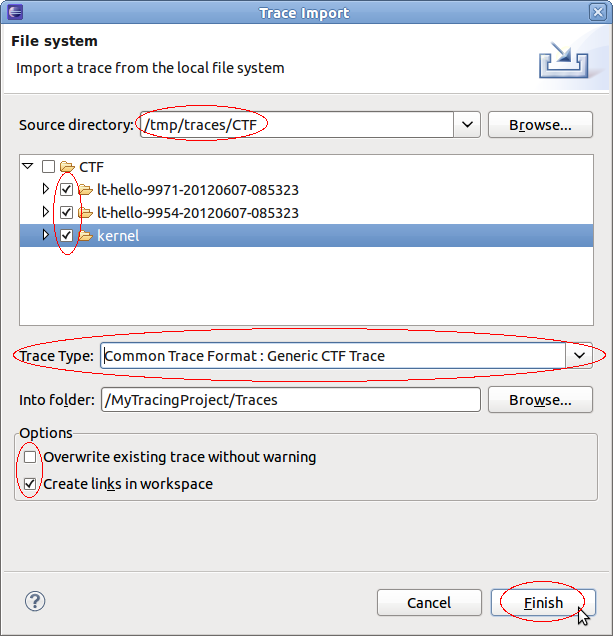 Trace Import
File system
Import a trace from the local file system
Source directory: /tmp/traces/CTF Browse...
CTF
lt-hello-9971-20120607-085323
lt-hello-9954-20120607-085323
kernel
Trace Type: Common Trace Format : Generic CTF Trace
Into folder: /MyTracingProject/Traces Browse...
Options
Overwrite existing trace without warning
Create links in workspace
? Cancel Finish